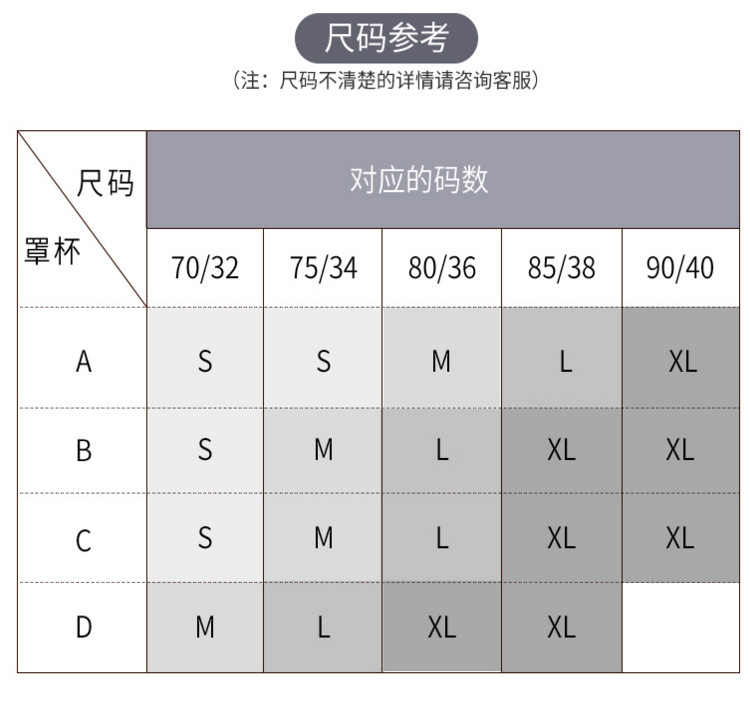 尺码参考
（注：尺码不清楚的详情请咨询客服）
尺码 对应的码数
罩杯
70/32 75/34 80/36 85/38 90/40
A S S M L XL
B S M L XL XL
C S M L XL XL
D M L XL XL